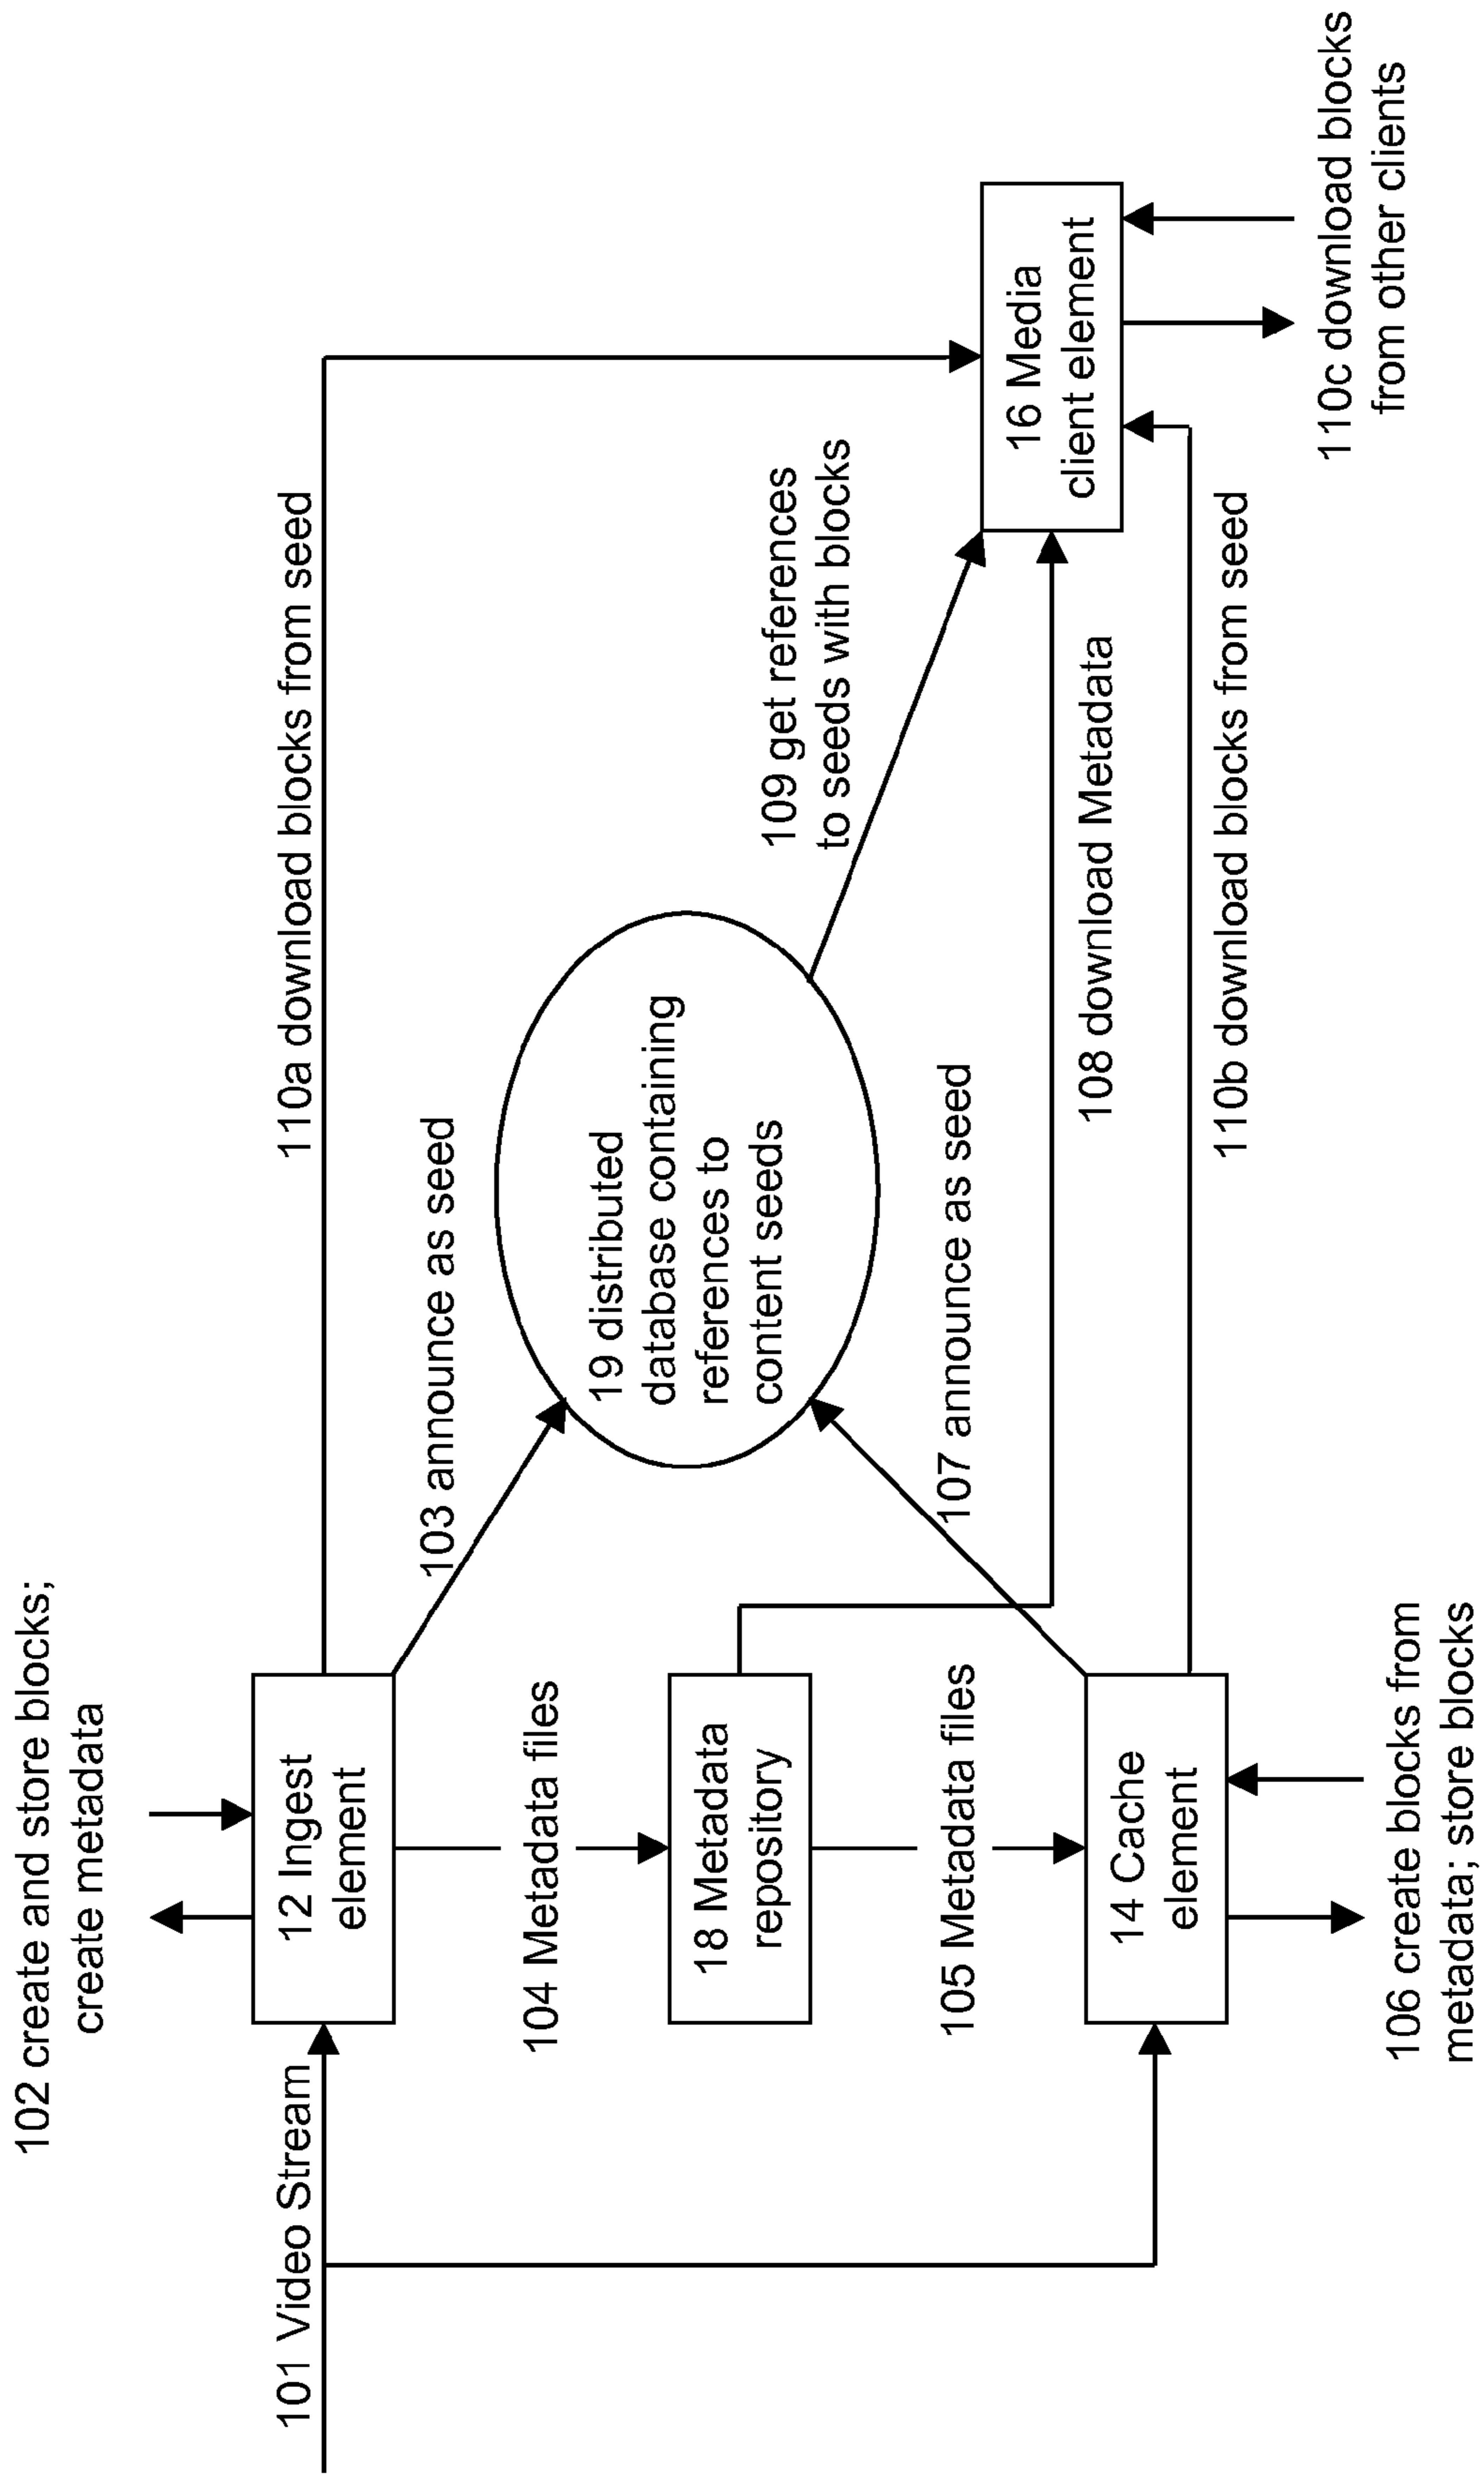 102 create and store blocks;
create metadata
101 Video Stream
12 Ingest
element
110a download blocks from seed
103 announce as seed
104 Metadata files
19 distributed
database containing
references to
content seeds
109 get references
to seeds with blocks
18 Metadata
repository
105 Metadata files
107 announce as seed
16 Media
client element
108 download Metadata
14 Cache
element
110b download blocks from seed
106 create blocks from
metadata; store blocks
110c download blocks
from other clients